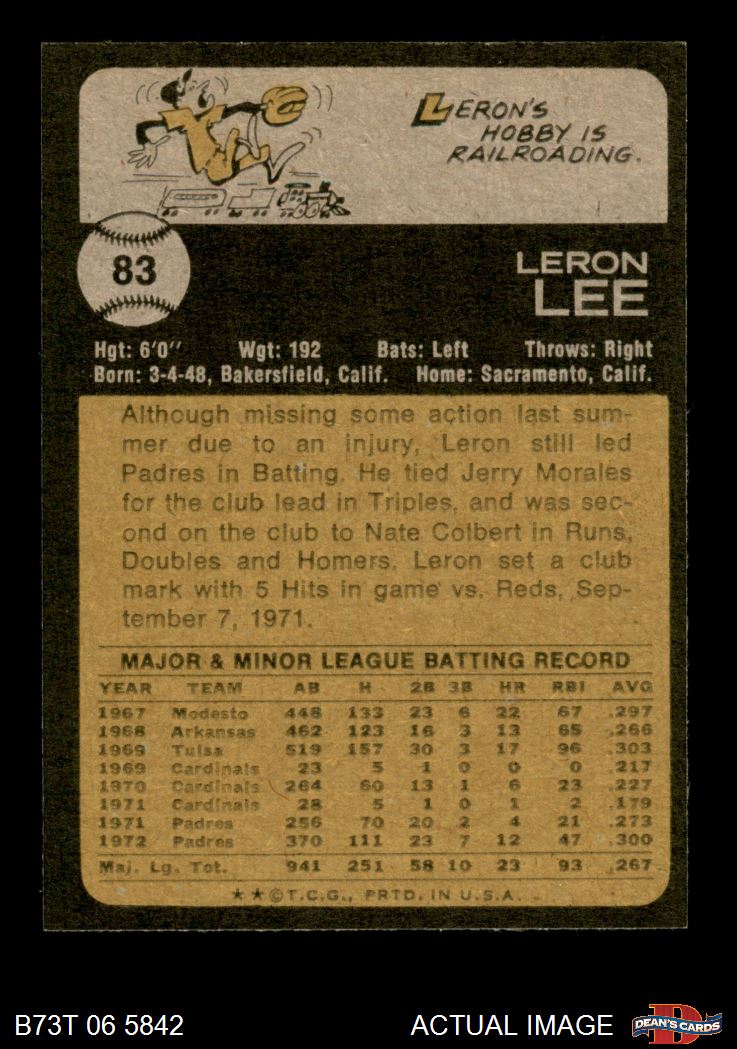 LERON'S
HOBBY IS
RAILROADING.
83
LERON
LEE
Hgt: 6'0" Wgt: 192 Bats: Left Throws: Right
Born: 3-4-48, Bakersfield, Calif. Home: Sacramento, Calif.
Although missing some action last sum-
mer due to an injury, Leron still led
Padres in Batting. He tied Jerry Morales
for the club lead in Triples, and was sec-
ond on the club to Nate Colbert in Runs,
Doubles and Homers. Leron set a club
mark with 5 Hits in game vs. Reds, Sep-
tember 7, 1971.
MAJOR & MINOR LEAGUE BATTING RECORD
YEAR TEAM AB H 2B 3B HR RBI AVG
1967 Modesto 448 133 23 6 22 67 .297
1968 Arkansas 462 123 16 3 13 65 .266
1969 Tulsa 519 157 30 3 17 96 .303
1969 Cardinals 23 5 1 0 0 0 .217
1970 Cardinals 264 60 13 1 6 23 .227
1971 Cardinals 28 5 1 0 1 2 .179
1971 Padres 256 70 20 2 4 21 .273
1972 Padres 370 111 23 7 12 47 .300
Maj. Lg. Tot. 941 251 58 10 23 93 .267
★★©T.C.G., PRTD. IN U.S.A.
B73T 06 5842 ACTUAL IMAGE
D
DEAN'S CARDS